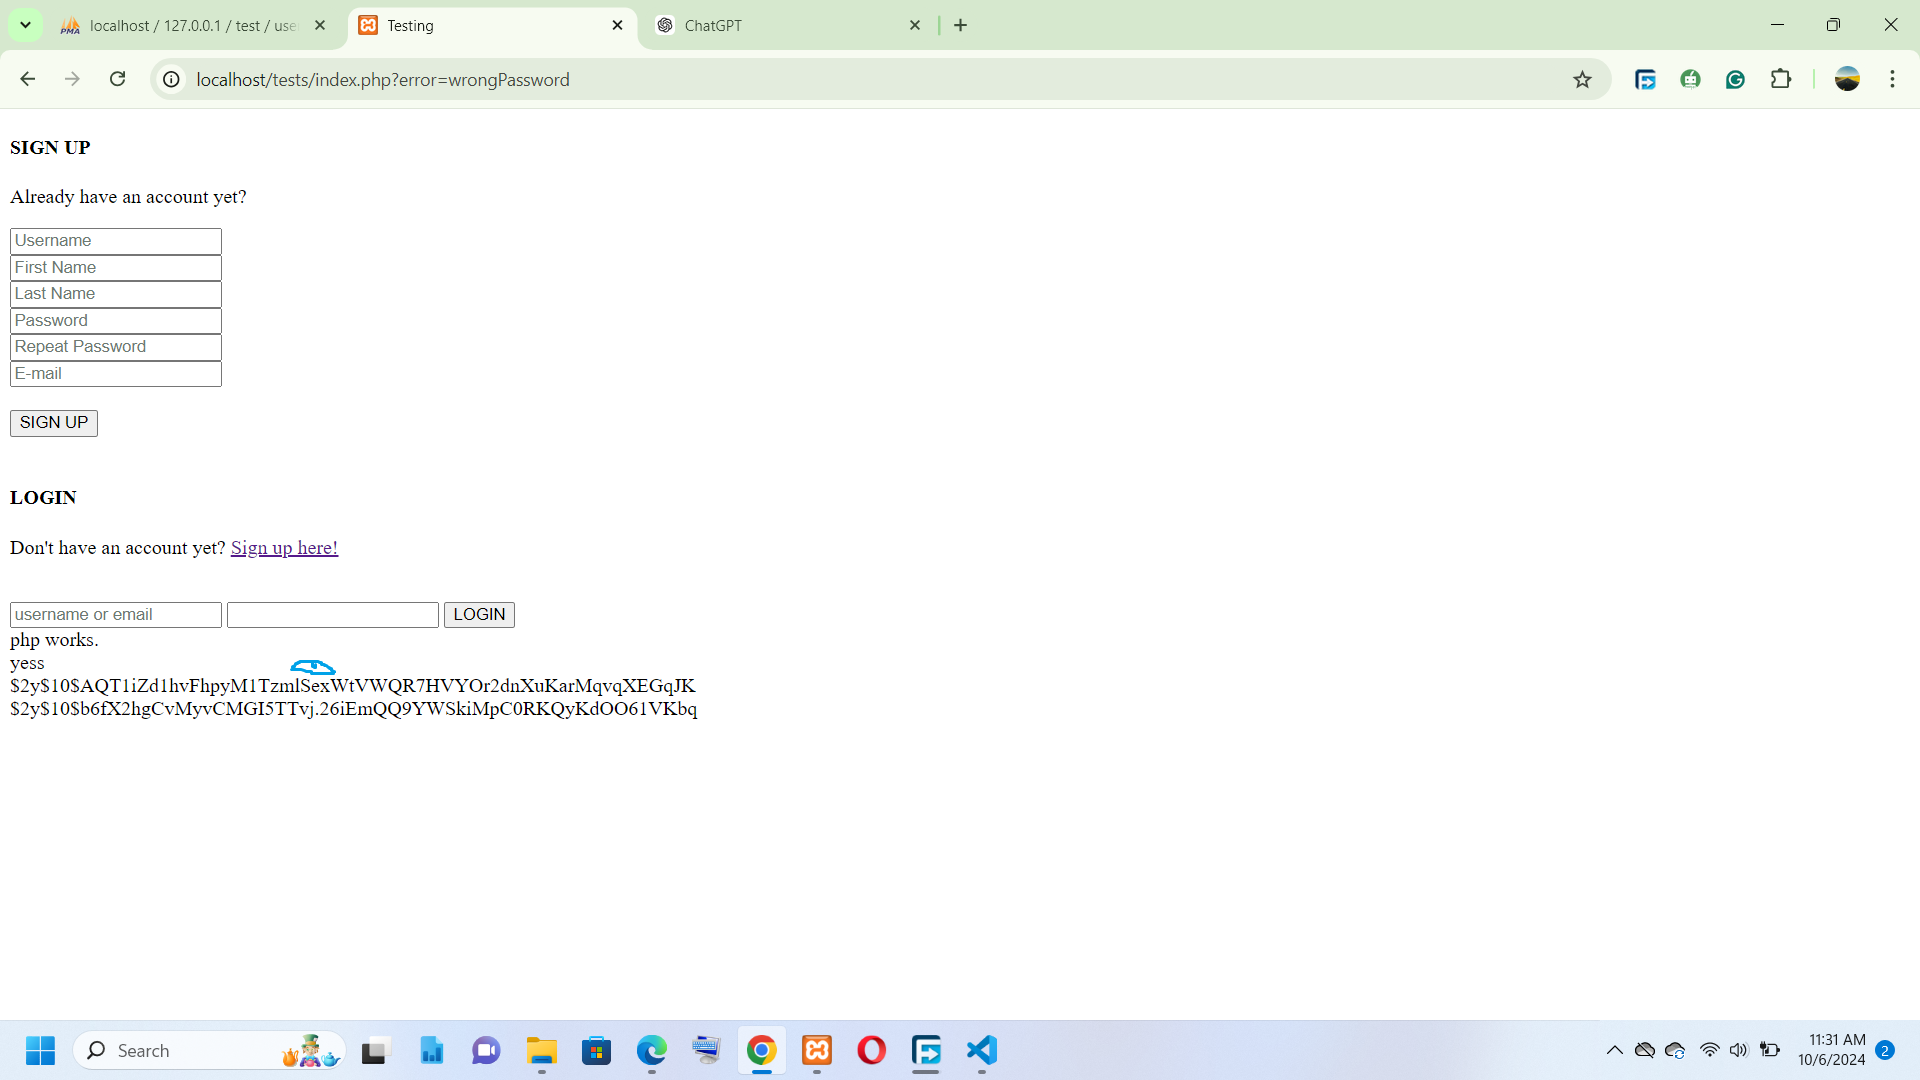 localhost / 127.0.0.1 / test / use
Testing
ChatGPT
localhost/tests/index.php?error=wrongPassword
SIGN UP
Already have an account yet?
Username
First Name
Last Name
Password
Repeat Password
E-mail
SIGN UP
LOGIN
Don't have an account yet? Sign up here!
username or email LOGIN
php works.
yess
$2y$10$AQT1iZd1hvFhpyM1TzmlSexWtVWQR7HVYOr2dnXuKarMqvqXEGqJK
$2y$10$b6fX2hgCvMyvCMGI5TTvj.26iEmQQ9YWSkiMpC0RKQyKdOO61VKbq
Search
11:31 AM
10/6/2024
2